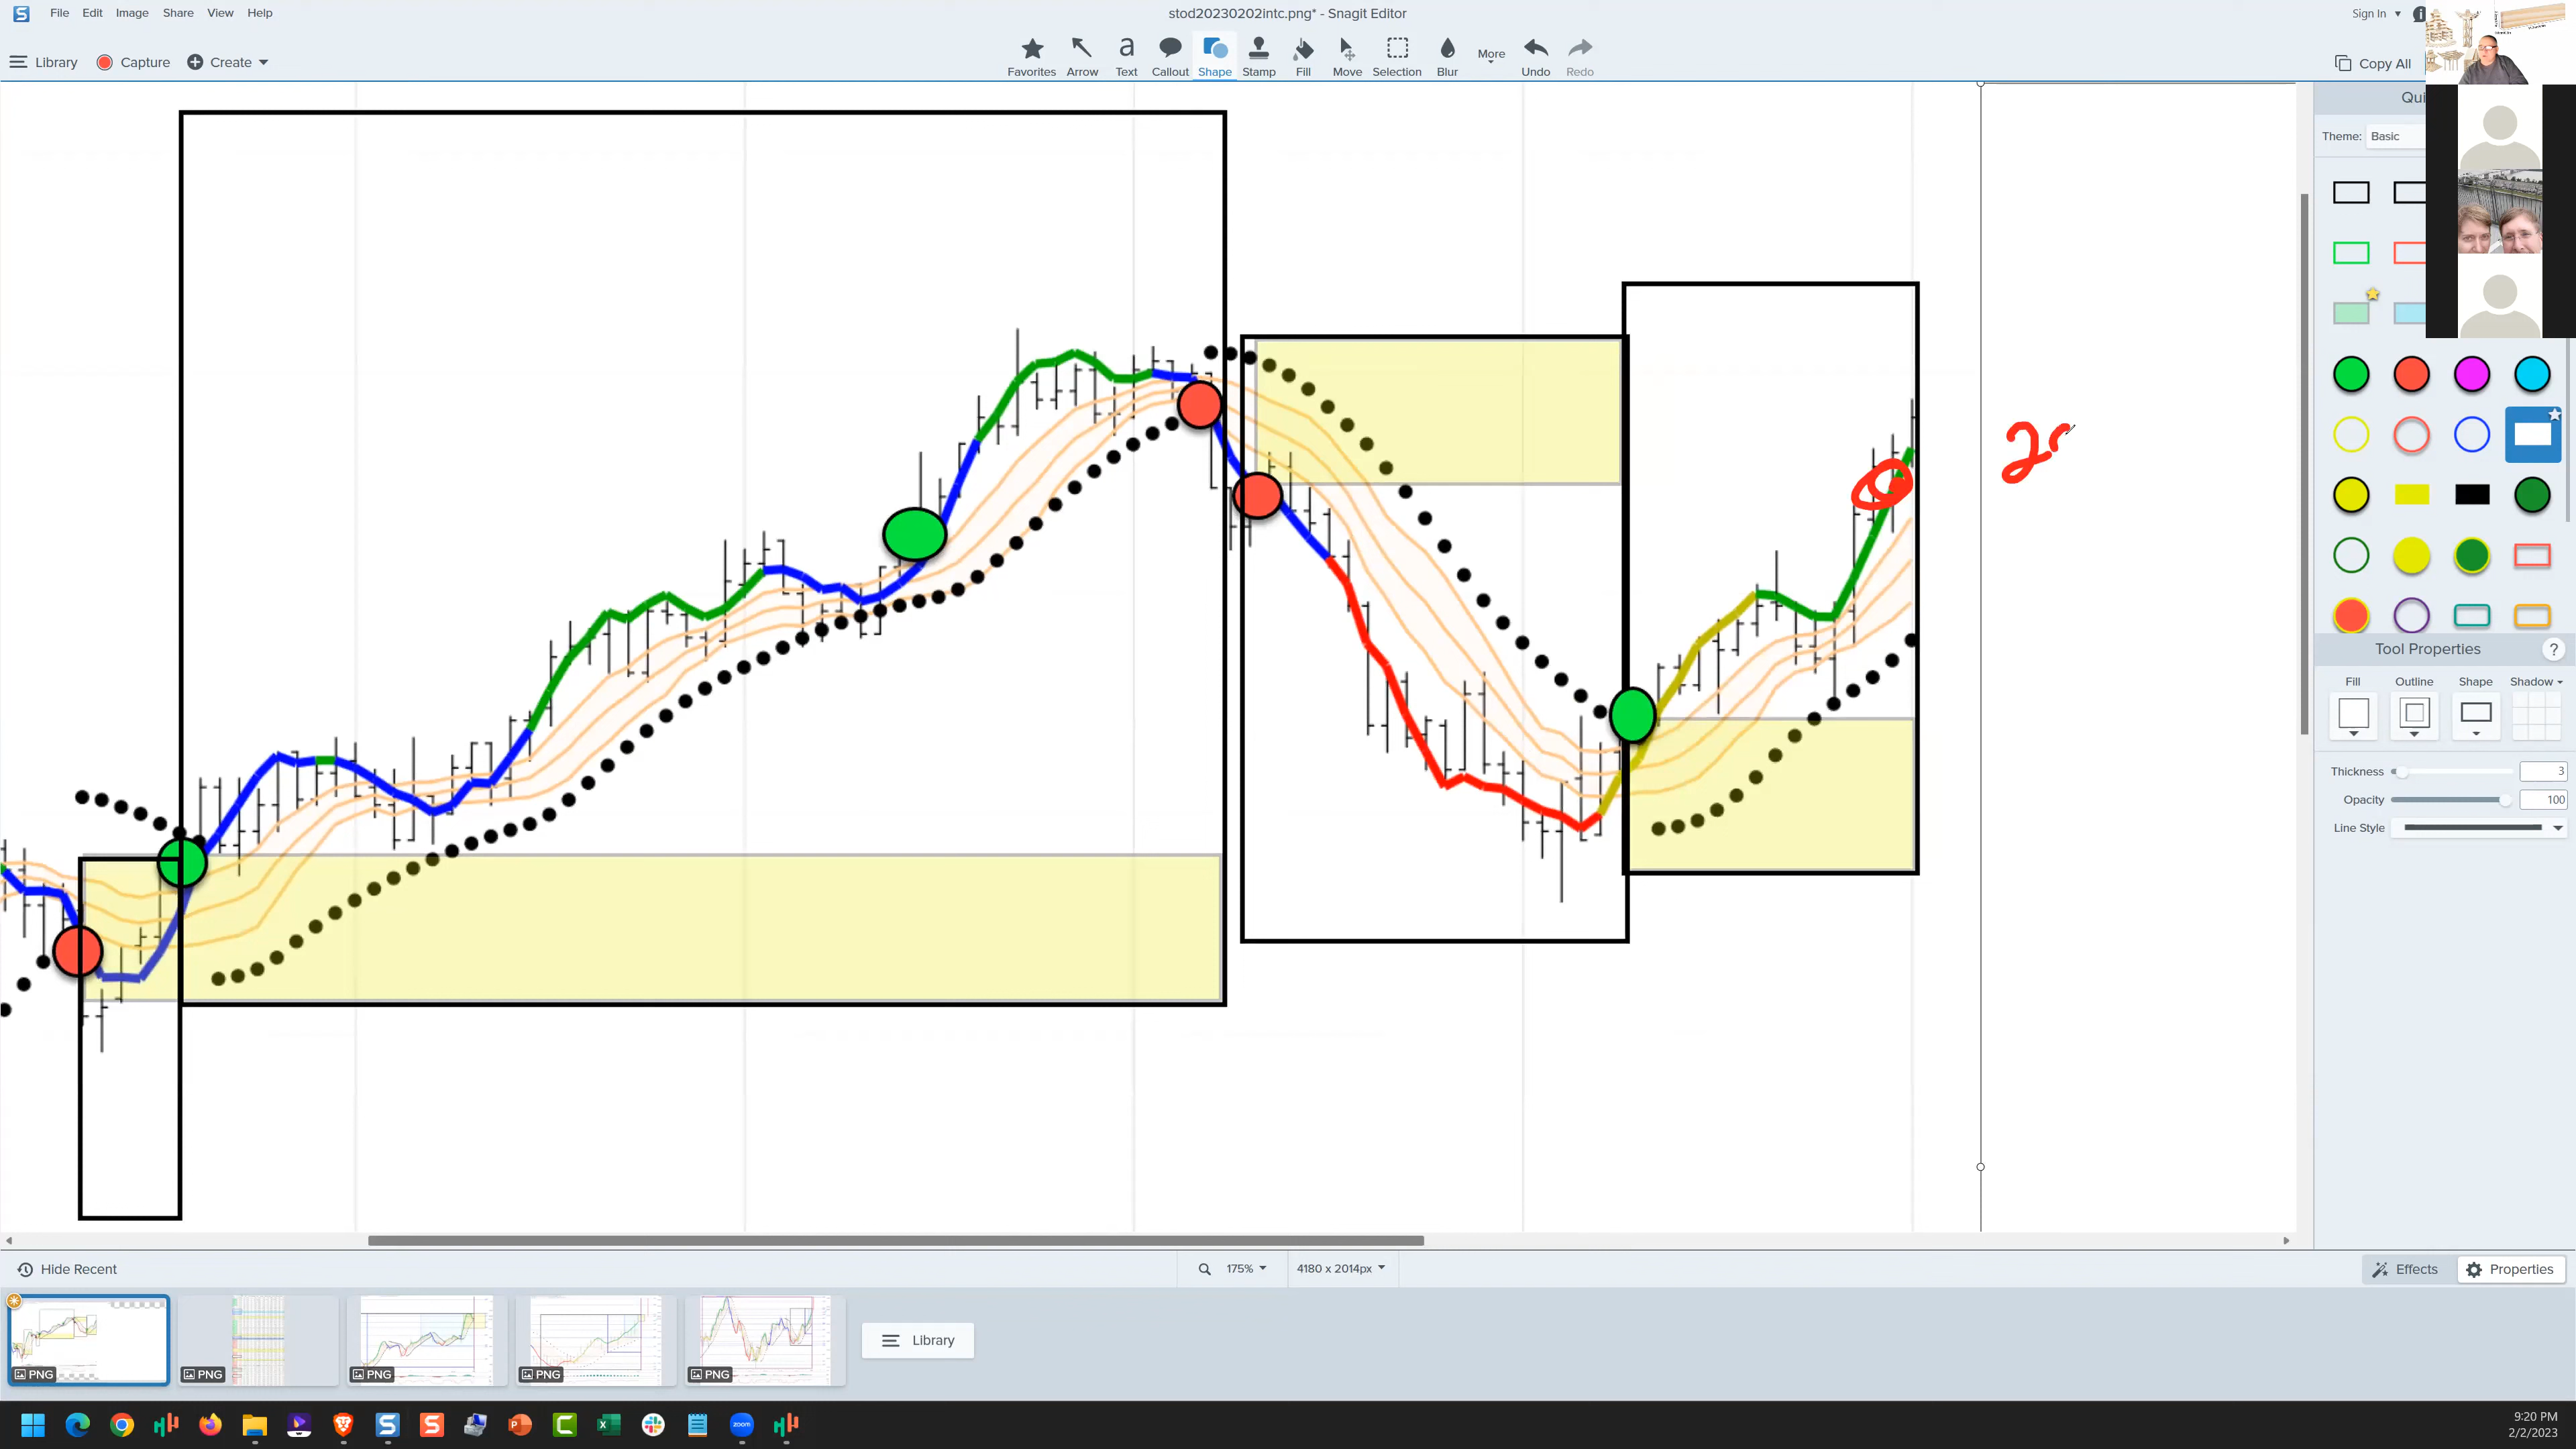 File Edit Image Share View Help
stod20230202intc.png* - Snagit Editor
Sign In
Library Capture Create
Favorites Arrow Text Callout Shape Stamp Fill Move Selection Blur More Undo Redo
Copy All
Qui
Theme: Basic
Tool Properties ?
Fill Outline Shape Shadow
Thickness 3
Opacity 100
Line Style
Hide Recent
175%
4180 x 2014px
Effects Properties
PNG PNG PNG PNG PNG
Library
zoom
9:20 PM
2/2/2023